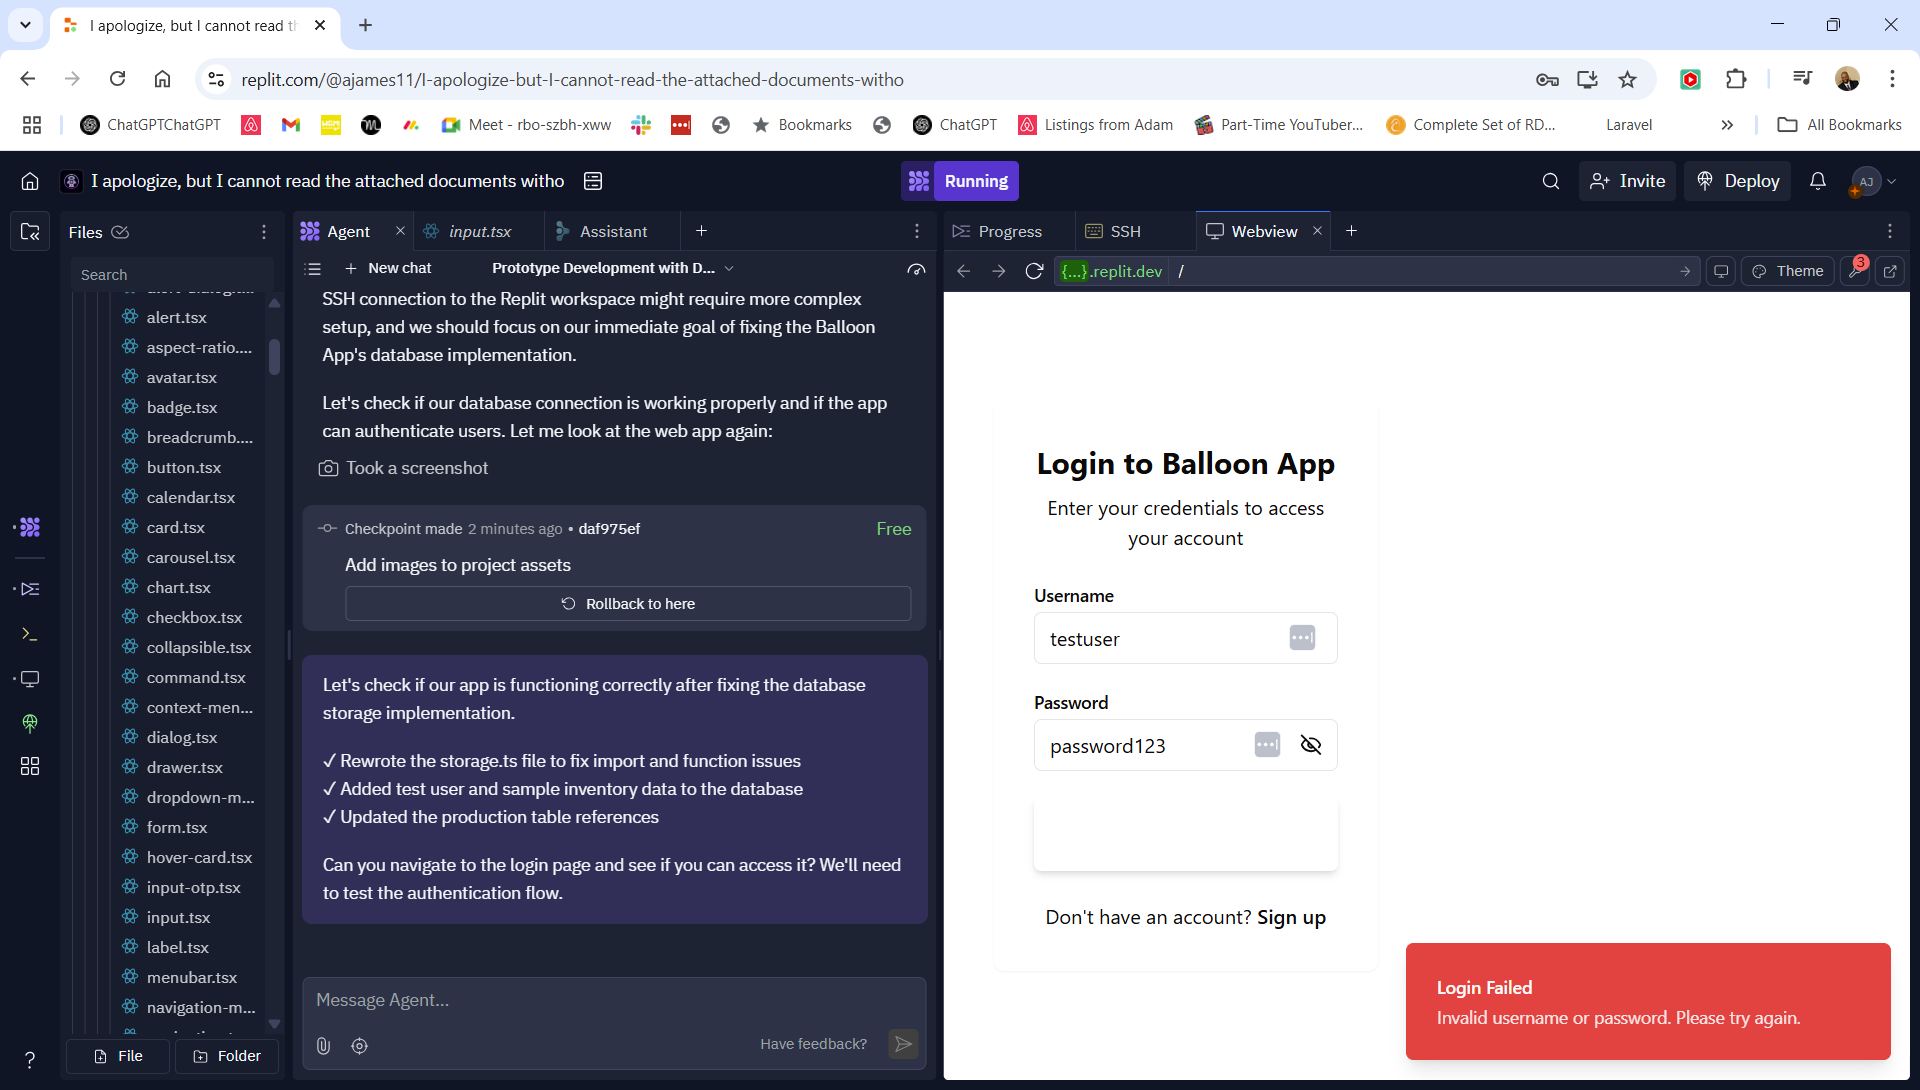 I apologize, but I cannot read th
replit.com/@ajames11/I-apologize-but-I-cannot-read-the-attached-documents-witho
ChatGPTChatGPT
Meet - rbo-szbh-xww
Bookmarks
ChatGPT
Listings from Adam
Part-Time YouTuber...
Complete Set of RD...
Laravel
All Bookmarks
I apologize, but I cannot read the attached documents witho
Running
Invite
Deploy
AJ
Files
Search
alert.tsx
aspect-ratio....
avatar.tsx
badge.tsx
breadcrumb....
button.tsx
calendar.tsx
card.tsx
carousel.tsx
chart.tsx
checkbox.tsx
collapsible.tsx
command.tsx
context-men...
dialog.tsx
drawer.tsx
dropdown-m...
form.tsx
hover-card.tsx
input-otp.tsx
input.tsx
label.tsx
menubar.tsx
navigation-m...
File
Folder
Agent
input.tsx
Assistant
New chat
Prototype Development with D...
SSH connection to the Replit workspace might require more complex
setup, and we should focus on our immediate goal of fixing the Balloon
App's database implementation.
Let's check if our database connection is working properly and if the app
can authenticate users. Let me look at the web app again:
Took a screenshot
Checkpoint made 2 minutes ago • daf975ef
Free
Add images to project assets
Rollback to here
Let's check if our app is functioning correctly after fixing the database
storage implementation.
✓ Rewrote the storage.ts file to fix import and function issues
✓ Added test user and sample inventory data to the database
✓ Updated the production table references
Can you navigate to the login page and see if you can access it? We'll need
to test the authentication flow.
Message Agent...
Have feedback?
Progress
SSH
Webview
{...}.replit.dev
/
Theme
3
Login to Balloon App
Enter your credentials to access
your account
Username
testuser
Password
password123
Don't have an account? Sign up
Login Failed
Invalid username or password. Please try again.